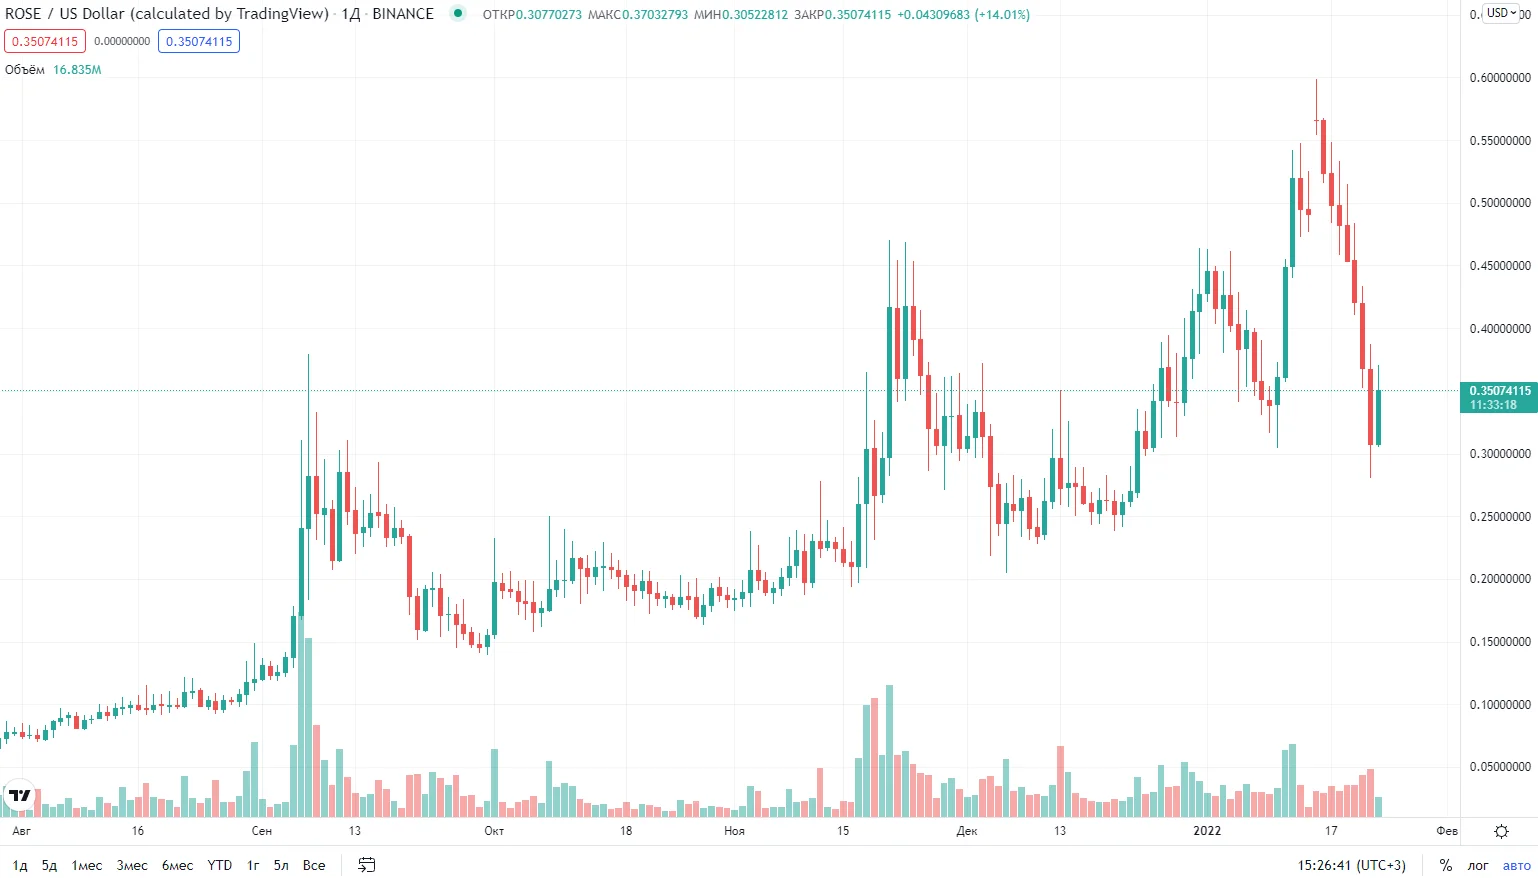 ROSE / US Dollar (calculated by TradingView) · 1Д · BINANCE ОТКР0.30770273 МАКС0.37032793 МИН0.30522812 ЗАКР0.35074115 +0.04309683 (+14.01%)
USD
0.35074115 0.00000000 0.35074115
Объём 16.835M
0.60000000
0.55000000
0.50000000
0.45000000
0.40000000
0.35074115
11:33:18
0.30000000
0.25000000
0.20000000
0.15000000
0.10000000
0.05000000
Авг 16 Сен 13 Окт 18 Ноя 15 Дек 13 2022 17 Фев
1д 5д 1мес 3мес 6мес YTD 1г 5л Все 15:26:41 (UTC+3) % лог авто